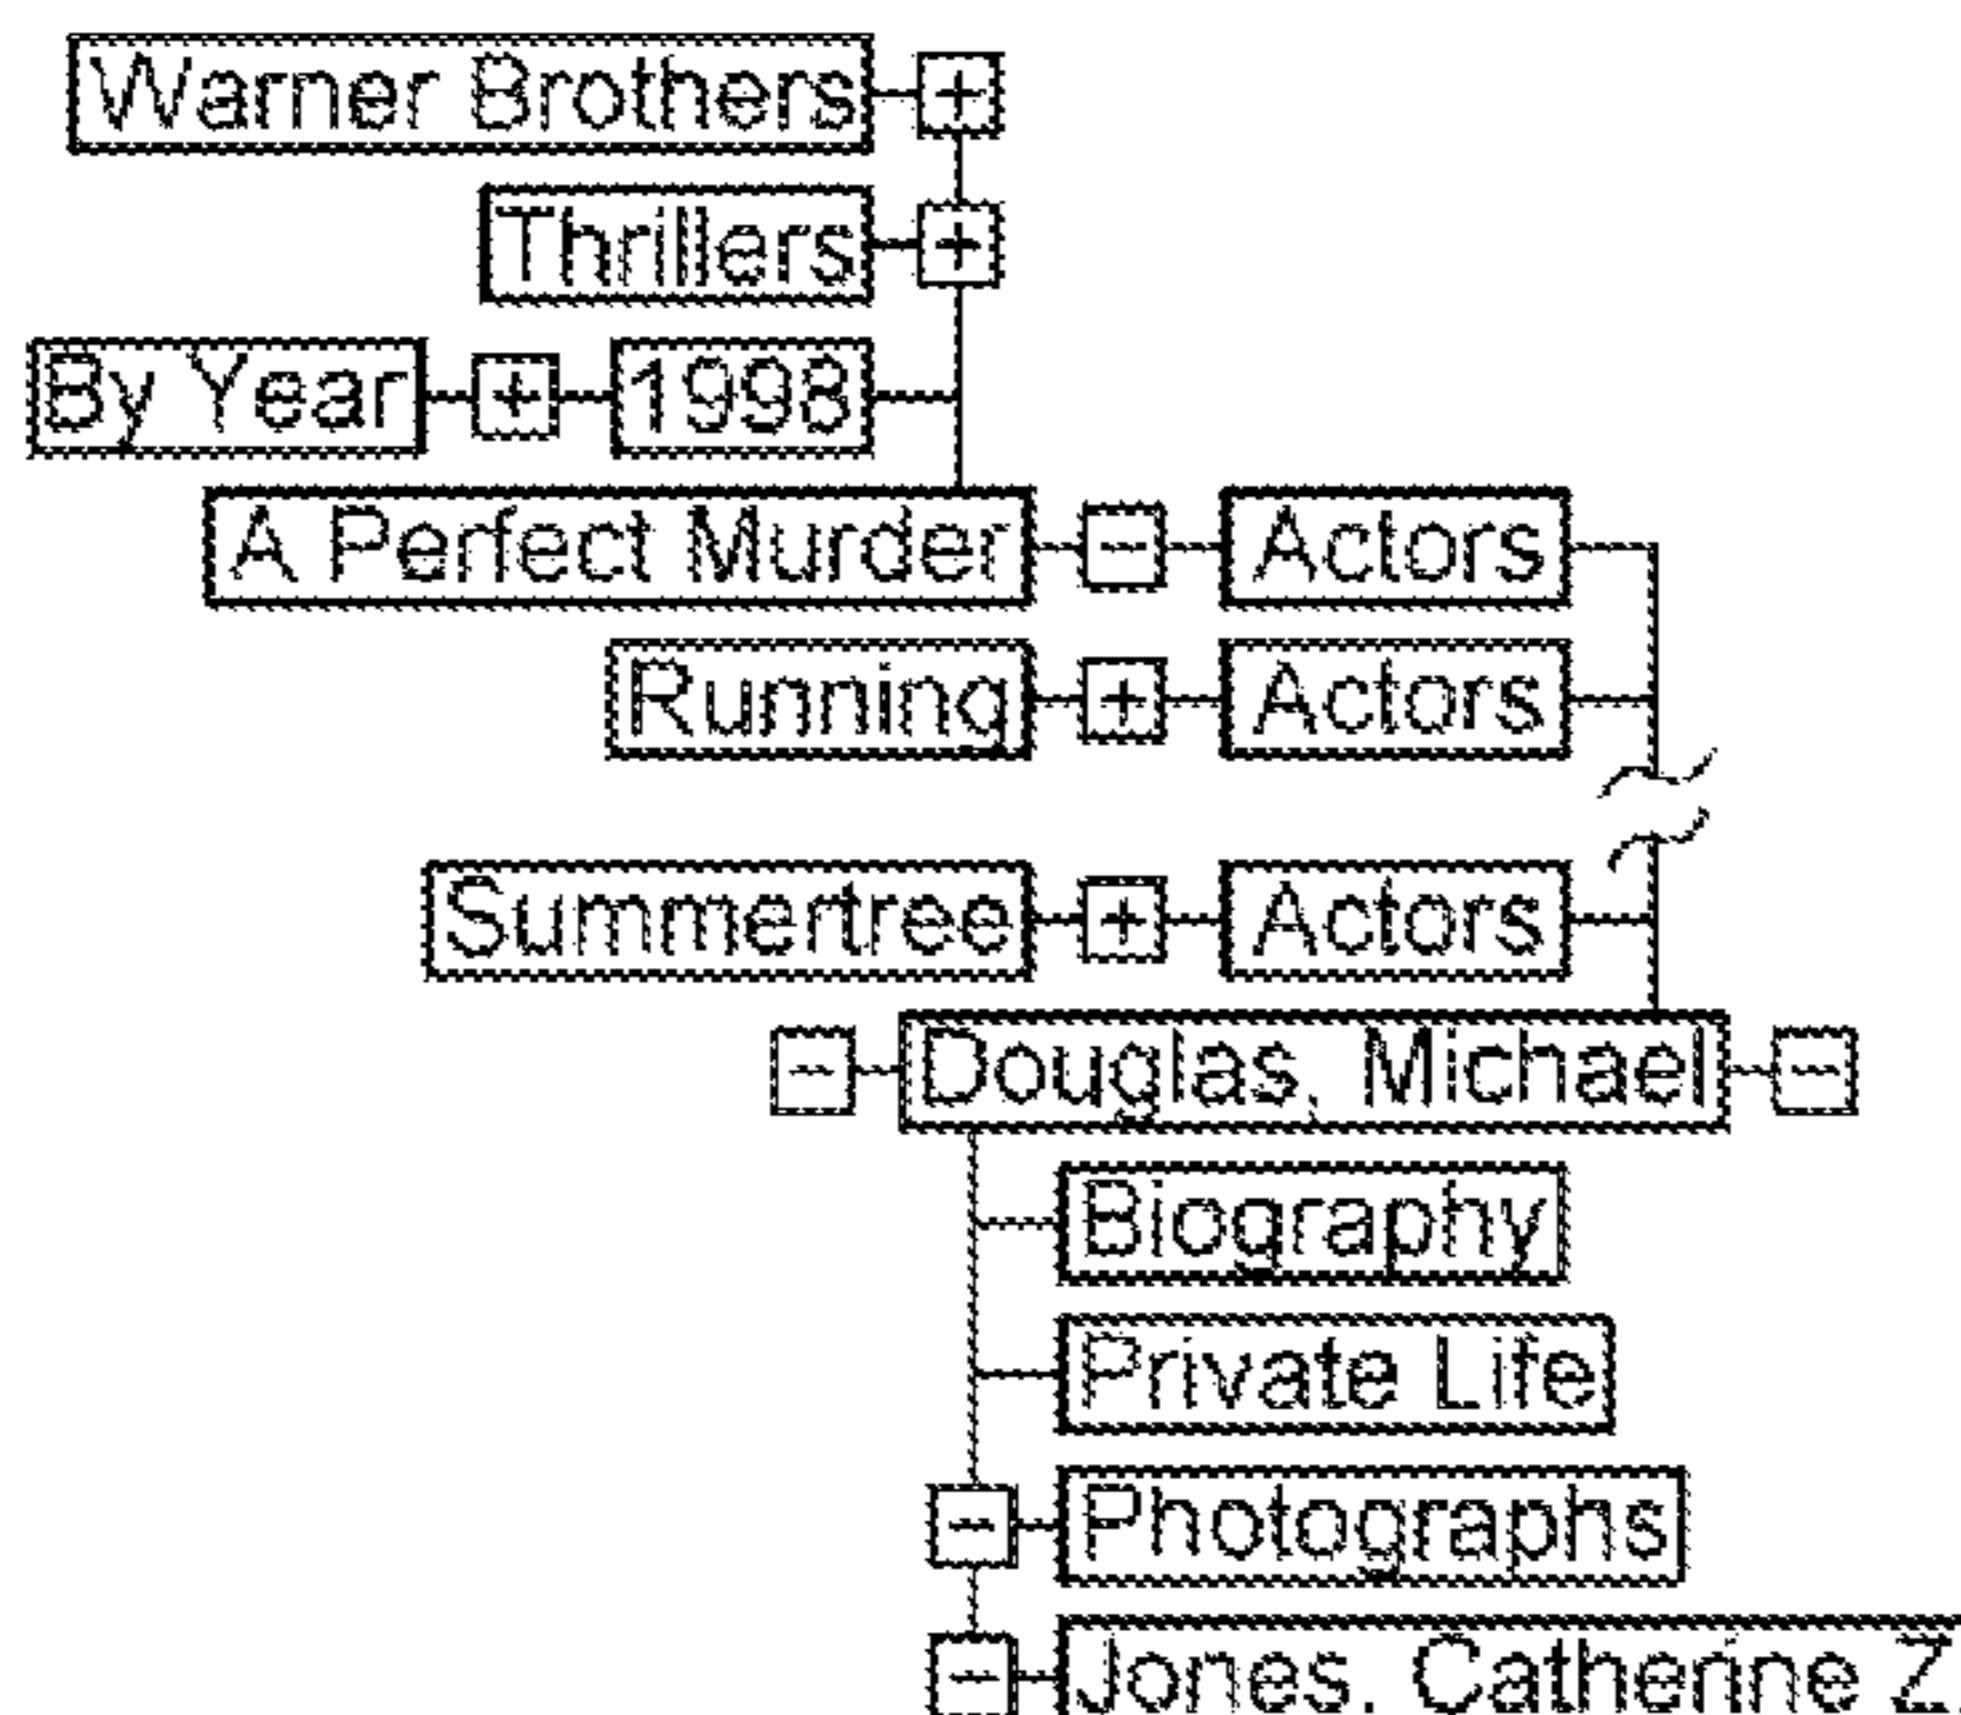 Warner Brothers +
Thrillers +
By Year + 1998
A Perfect Murder − Actors
Running + Actors
Summertree + Actors
− Douglas, Michael −
Biography
Private Life
− Photographs
− Jones, Catherine Z.